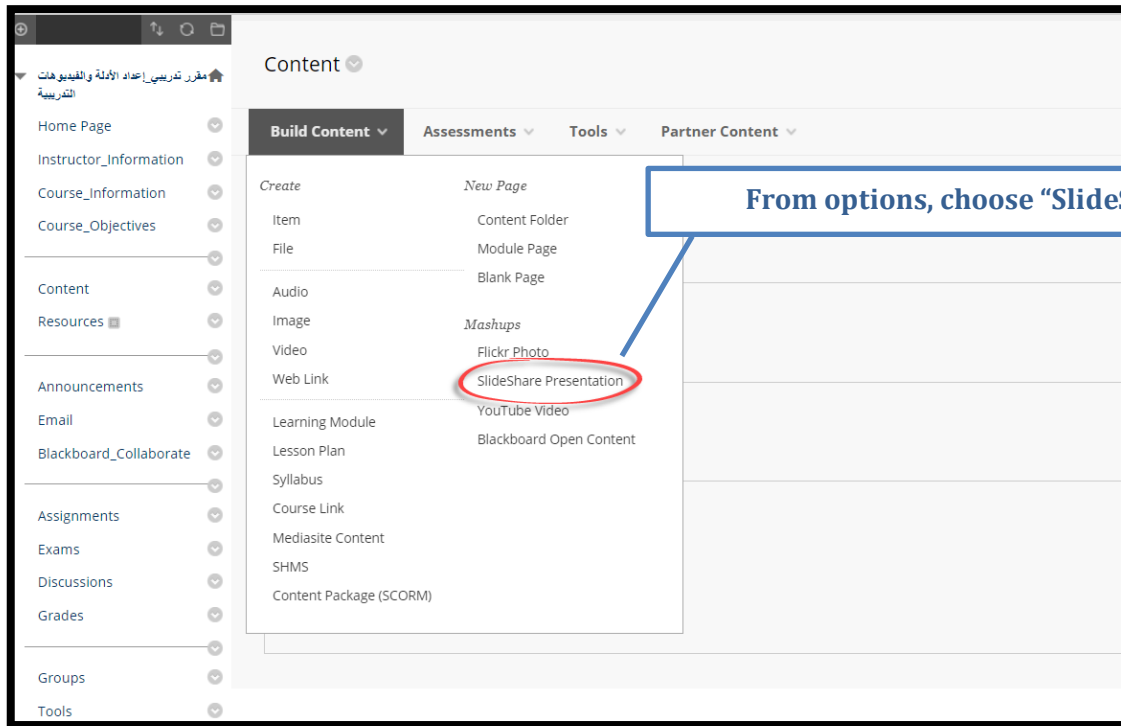 مقرر تدريبي_إعداد الأدلة والفيديوهات
التدريبية
Home Page
Instructor_Information
Course_Information
Course_Objectives
Content
Resources
Announcements
Email
Blackboard_Collaborate
Assignments
Exams
Discussions
Grades
Groups
Tools
Content
Build Content
Assessments
Tools
Partner Content
Create
Item
File
Audio
Image
Video
Web Link
Learning Module
Lesson Plan
Syllabus
Course Link
Mediasite Content
SHMS
Content Package (SCORM)
New Page
Content Folder
Module Page
Blank Page
Mashups
Flickr Photo
SlideShare Presentation
YouTube Video
Blackboard Open Content
From options, choose “Slide